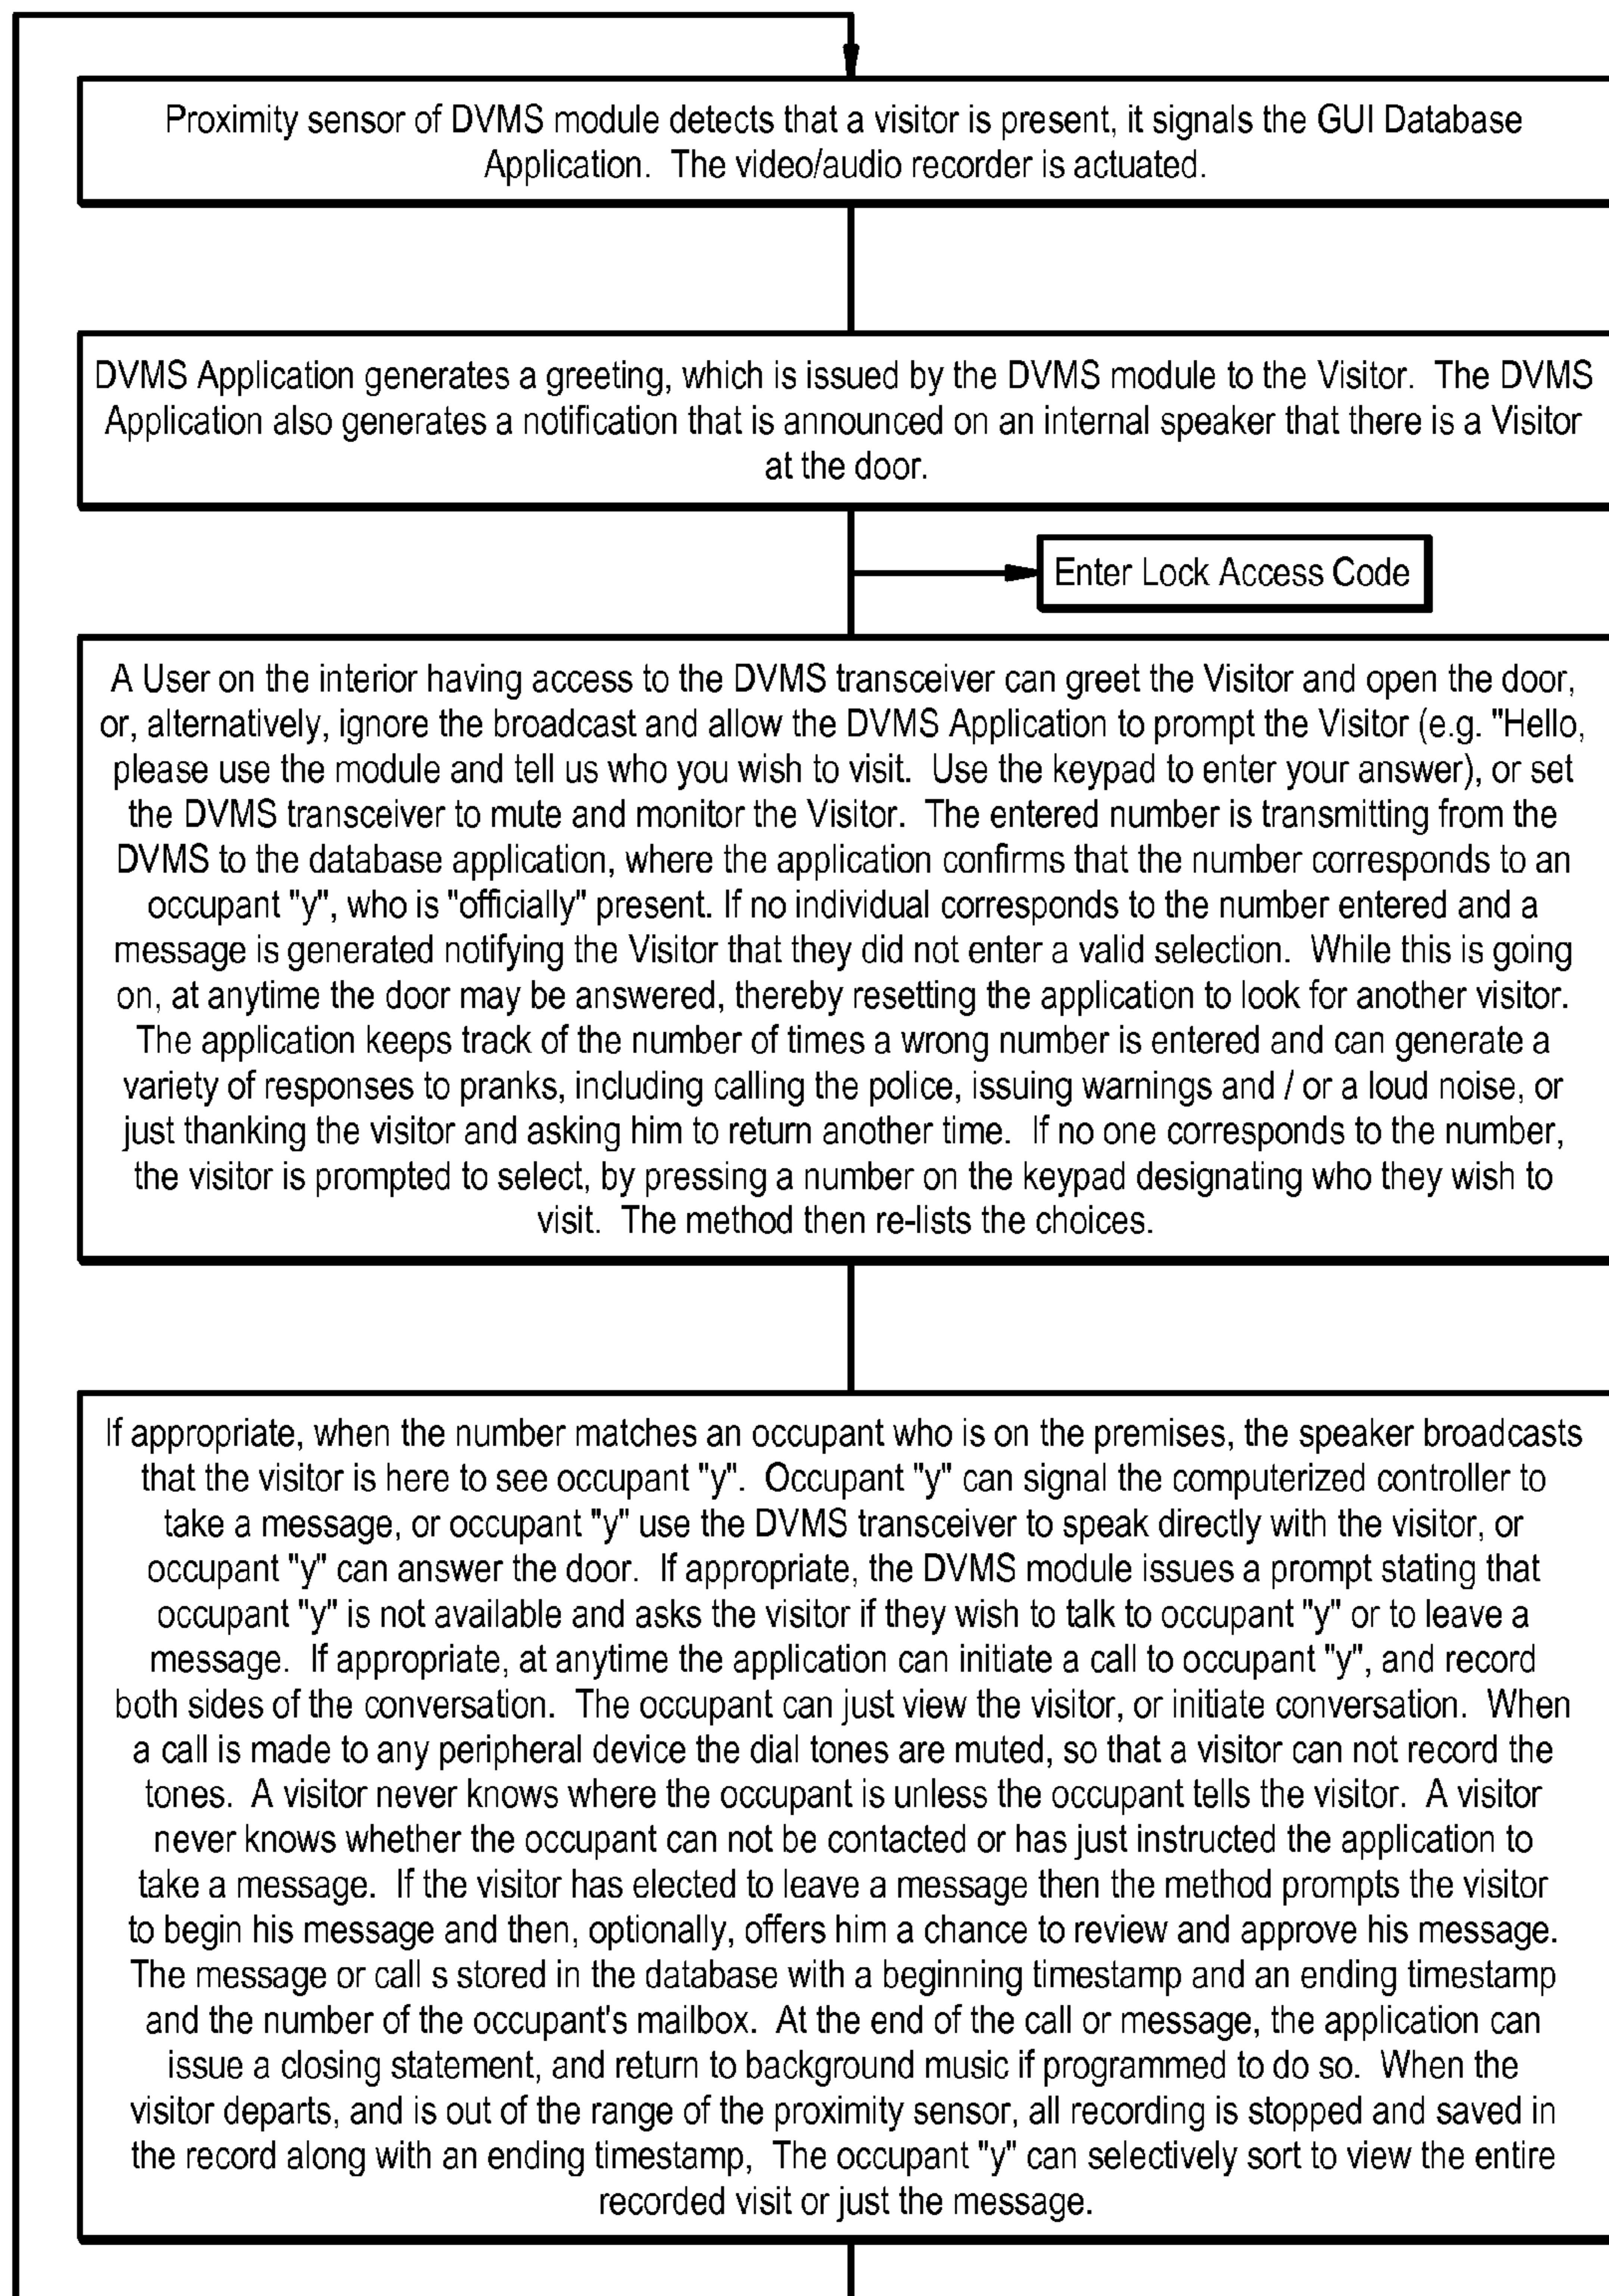 Proximity sensor of DVMS module detects that a visitor is present, it signals the GUI Database
Application.  The video/audio recorder is actuated.
DVMS Application generates a greeting, which is issued by the DVMS module to the Visitor.  The DVMS
Application also generates a notification that is announced on an internal speaker that there is a Visitor
at the door.
Enter Lock Access Code
A User on the interior having access to the DVMS transceiver can greet the Visitor and open the door,
or, alternatively, ignore the broadcast and allow the DVMS Application to prompt the Visitor (e.g. "Hello,
please use the module and tell us who you wish to visit.  Use the keypad to enter your answer), or set
the DVMS transceiver to mute and monitor the Visitor.  The entered number is transmitting from the
DVMS to the database application, where the application confirms that the number corresponds to an
occupant "y", who is "officially" present. If no individual corresponds to the number entered and a
message is generated notifying the Visitor that they did not enter a valid selection.  While this is going
on, at anytime the door may be answered, thereby resetting the application to look for another visitor.
The application keeps track of the number of times a wrong number is entered and can generate a
variety of responses to pranks, including calling the police, issuing warnings and / or a loud noise, or
just thanking the visitor and asking him to return another time.  If no one corresponds to the number,
the visitor is prompted to select, by pressing a number on the keypad designating who they wish to
visit.  The method then re-lists the choices.
If appropriate, when the number matches an occupant who is on the premises, the speaker broadcasts
that the visitor is here to see occupant "y".  Occupant "y" can signal the computerized controller to
take a message, or occupant "y" use the DVMS transceiver to speak directly with the visitor, or
occupant "y" can answer the door.  If appropriate, the DVMS module issues a prompt stating that
occupant "y" is not available and asks the visitor if they wish to talk to occupant "y" or to leave a
message.  If appropriate, at anytime the application can initiate a call to occupant "y", and record
both sides of the conversation.  The occupant can just view the visitor, or initiate conversation.  When
a call is made to any peripheral device the dial tones are muted, so that a visitor can not record the
tones.  A visitor never knows where the occupant is unless the occupant tells the visitor.  A visitor
never knows whether the occupant can not be contacted or has just instructed the application to
take a message.  If the visitor has elected to leave a message then the method prompts the visitor
to begin his message and then, optionally, offers him a chance to review and approve his message.
The message or call s stored in the database with a beginning timestamp and an ending timestamp
and the number of the occupant's mailbox.  At the end of the call or message, the application can
issue a closing statement, and return to background music if programmed to do so.  When the
visitor departs, and is out of the range of the proximity sensor, all recording is stopped and saved in
the record along with an ending timestamp,  The occupant "y" can selectively sort to view the entire
recorded visit or just the message.